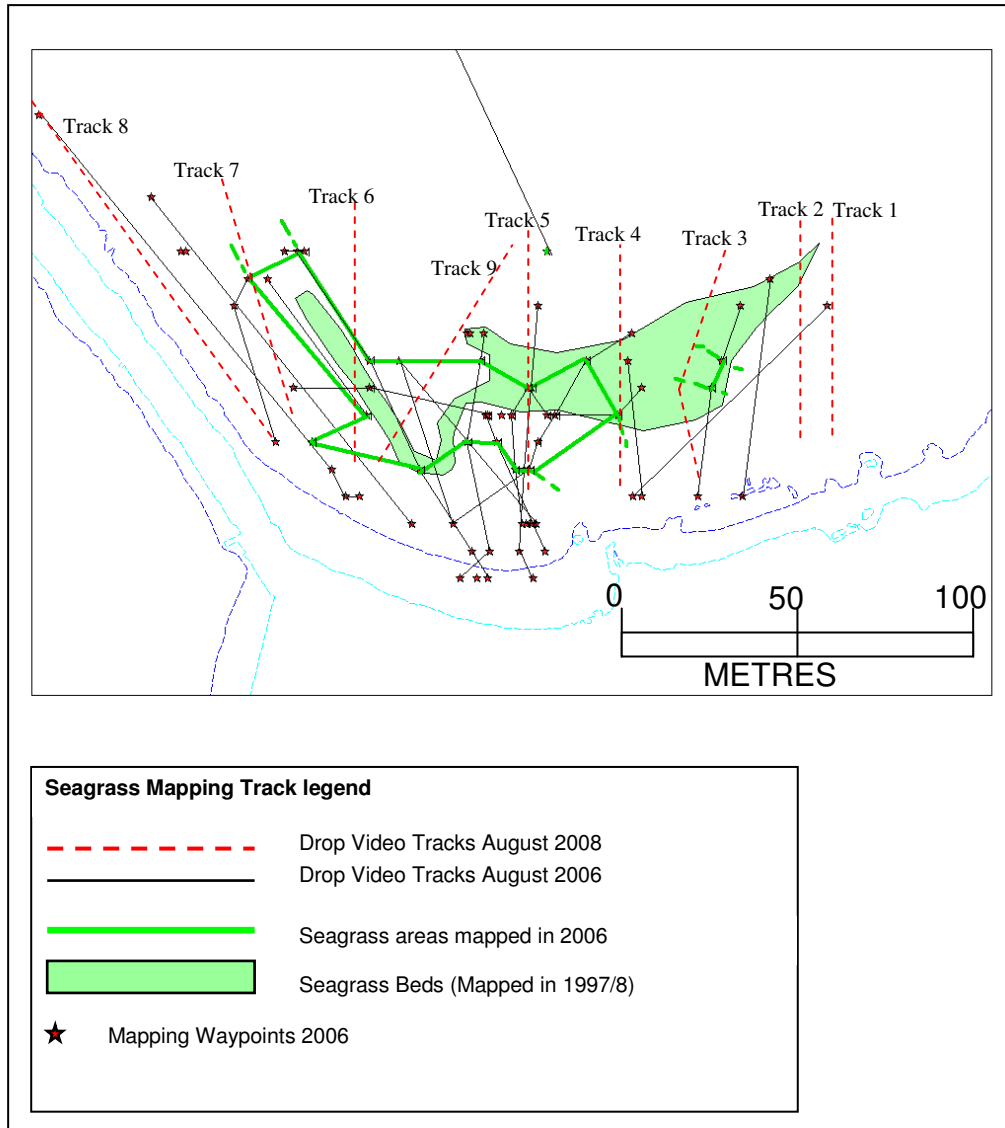 Track 8
Track 7
Track 6
Track 5
Track 9
Track 4
Track 3
Track 2
Track 1
0
50
100
METRES
Seagrass Mapping Track legend
Drop Video Tracks August 2008
Drop Video Tracks August 2006
Seagrass areas mapped in 2006
Seagrass Beds (Mapped in 1997/8)
Mapping Waypoints 2006